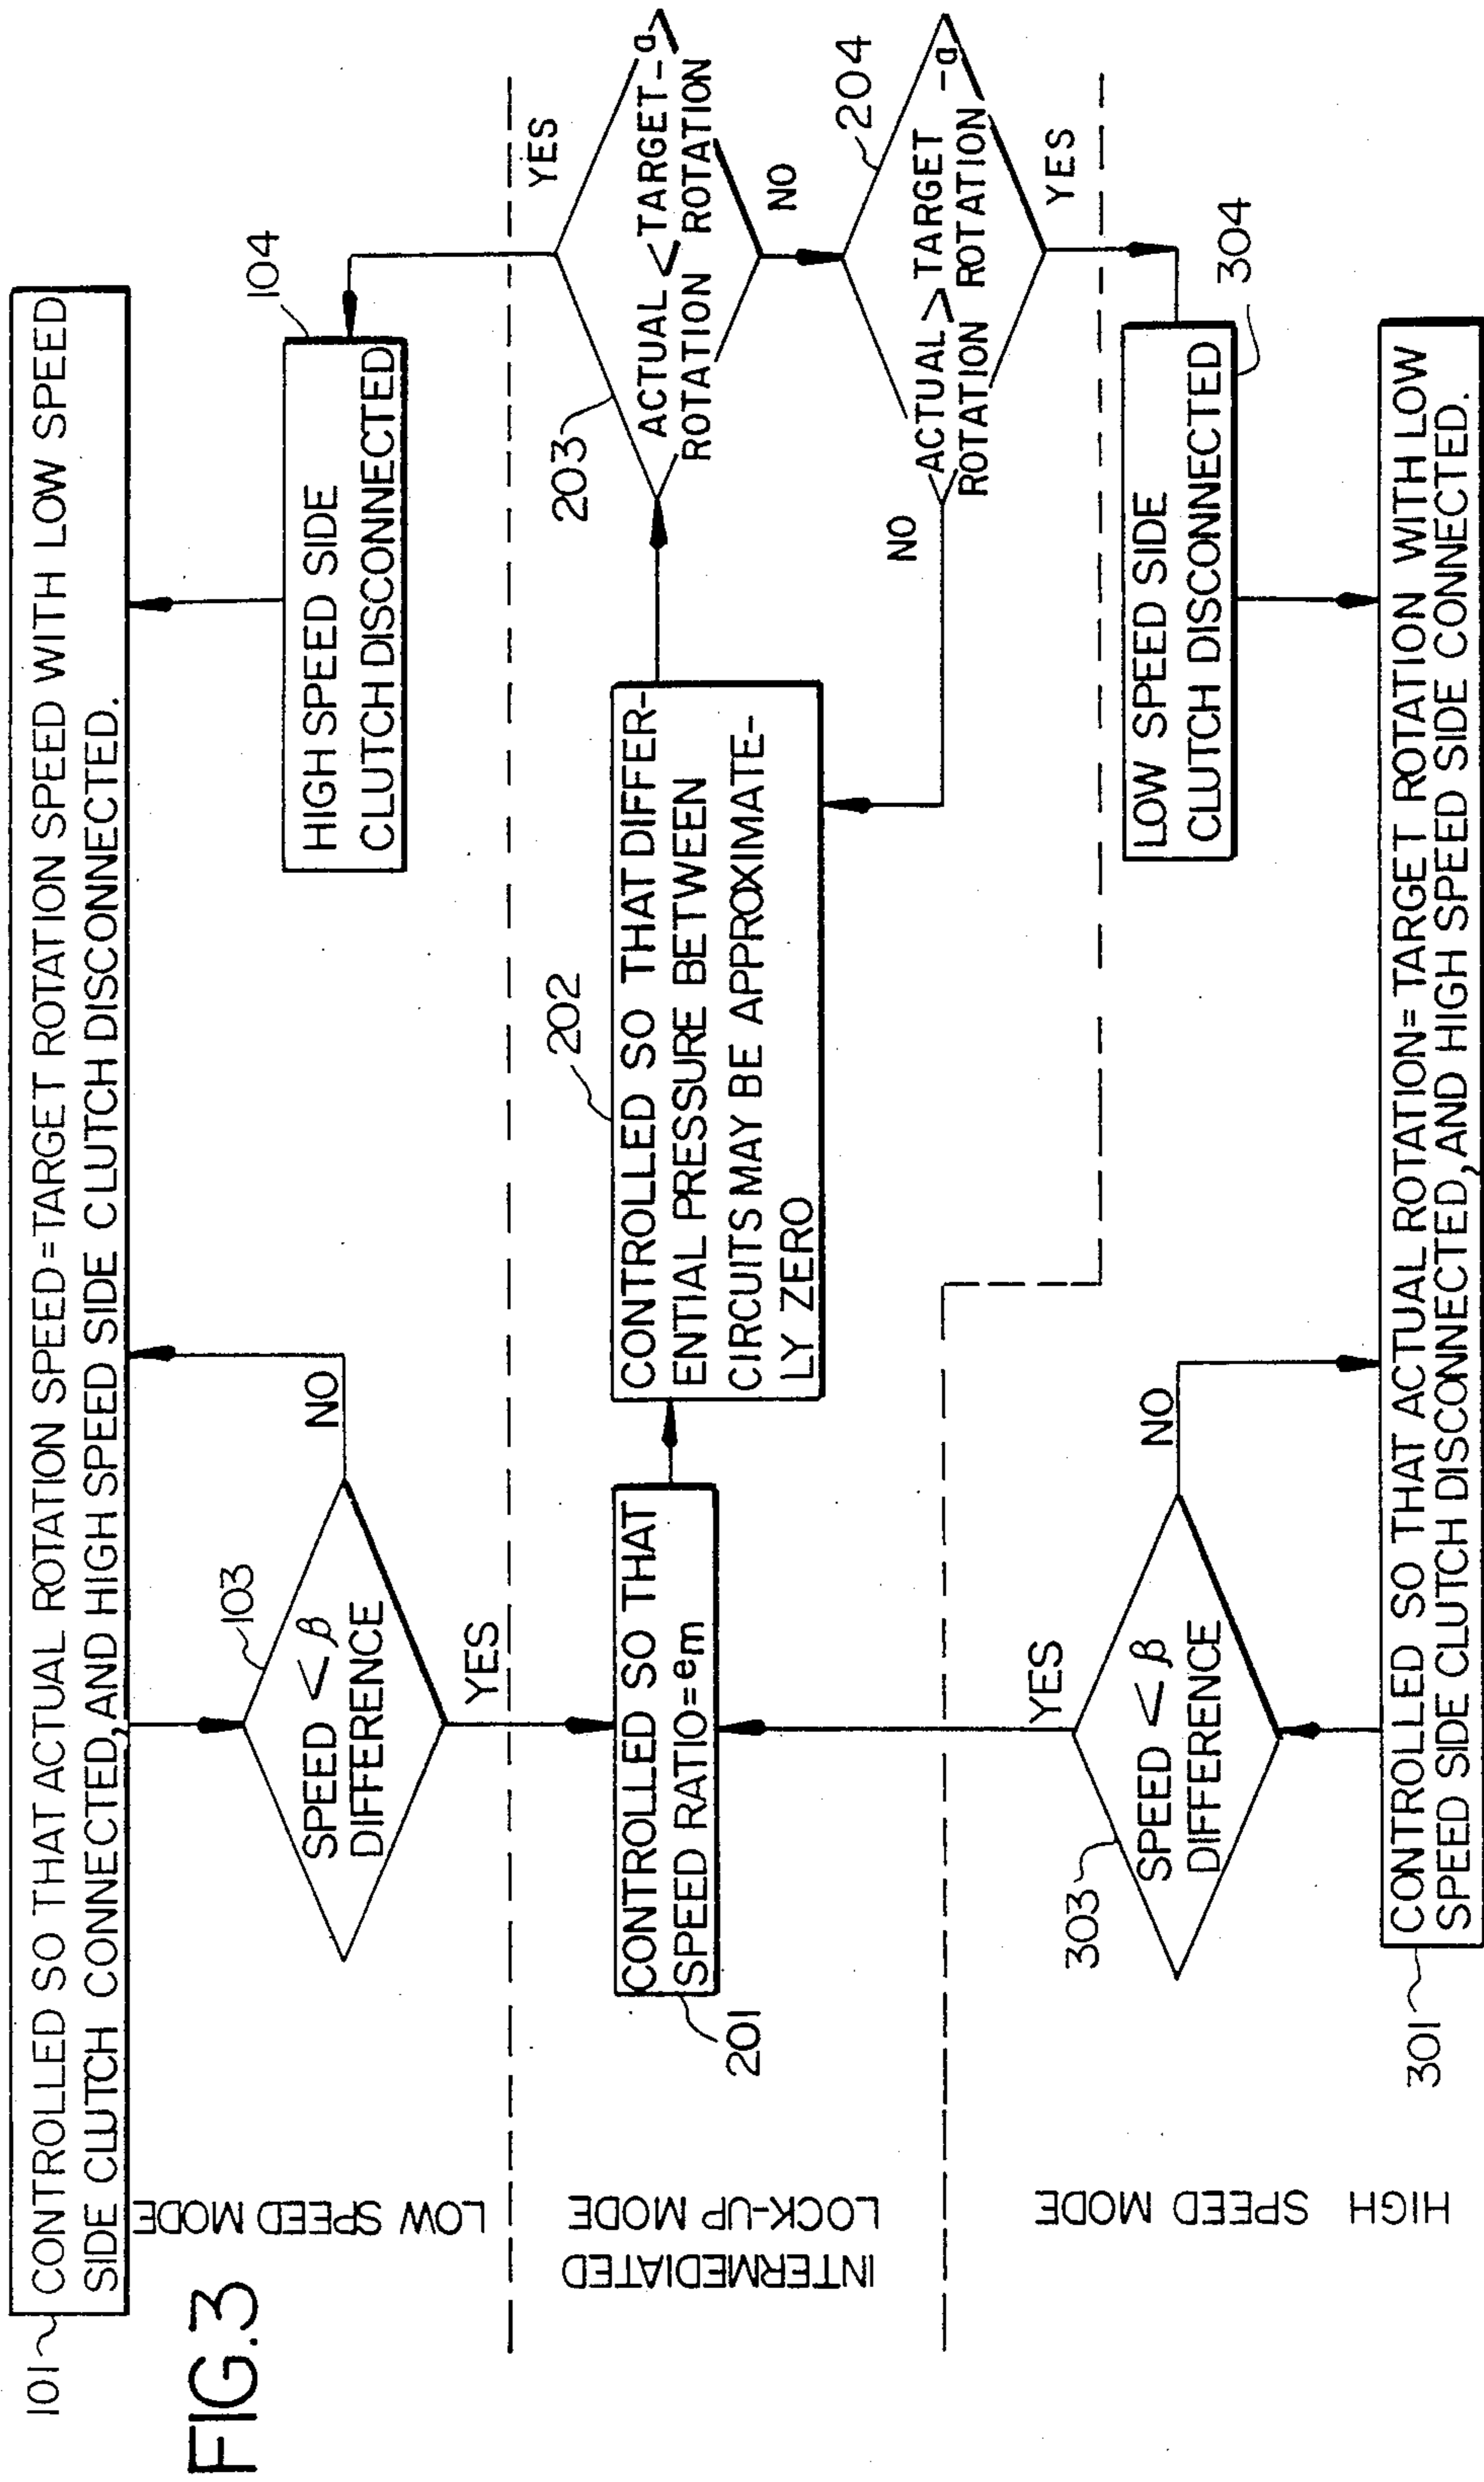 FIG.3
101
CONTROLLED SO THAT ACTUAL ROTATION SPEED=TARGET ROTATION SPEED WITH LOW SPEED
SIDE CLUTCH CONNECTED, AND HIGH SPEED SIDE CLUTCH DISCONNECTED.
LOW SPEED MODE
103
SPEED < β
DIFFERENCE
NO
YES
104
HIGH SPEED SIDE
CLUTCH DISCONNECTED
YES
INTERMEDIATED
LOCK-UP MODE
201
CONTROLLED SO THAT
SPEED RATIO=em
202
CONTROLLED SO THAT DIFFER-
ENTIAL PRESSURE BETWEEN
CIRCUITS MAY BE APPROXIMATE-
LY ZERO
203
ACTUAL < TARGET-a
ROTATION ROTATION
NO
204
ACTUAL > TARGET -a
ROTATION ROTATION
NO
YES
HIGH SPEED MODE
303
SPEED < β
DIFFERENCE
YES
NO
304
LOW SPEED SIDE
CLUTCH DISCONNECTED
301
CONTROLLED SO THAT ACTUAL ROTATION=TARGET ROTATION WITH LOW
SPEED SIDE CLUTCH DISCONNECTED, AND HIGH SPEED SIDE CONNECTED.